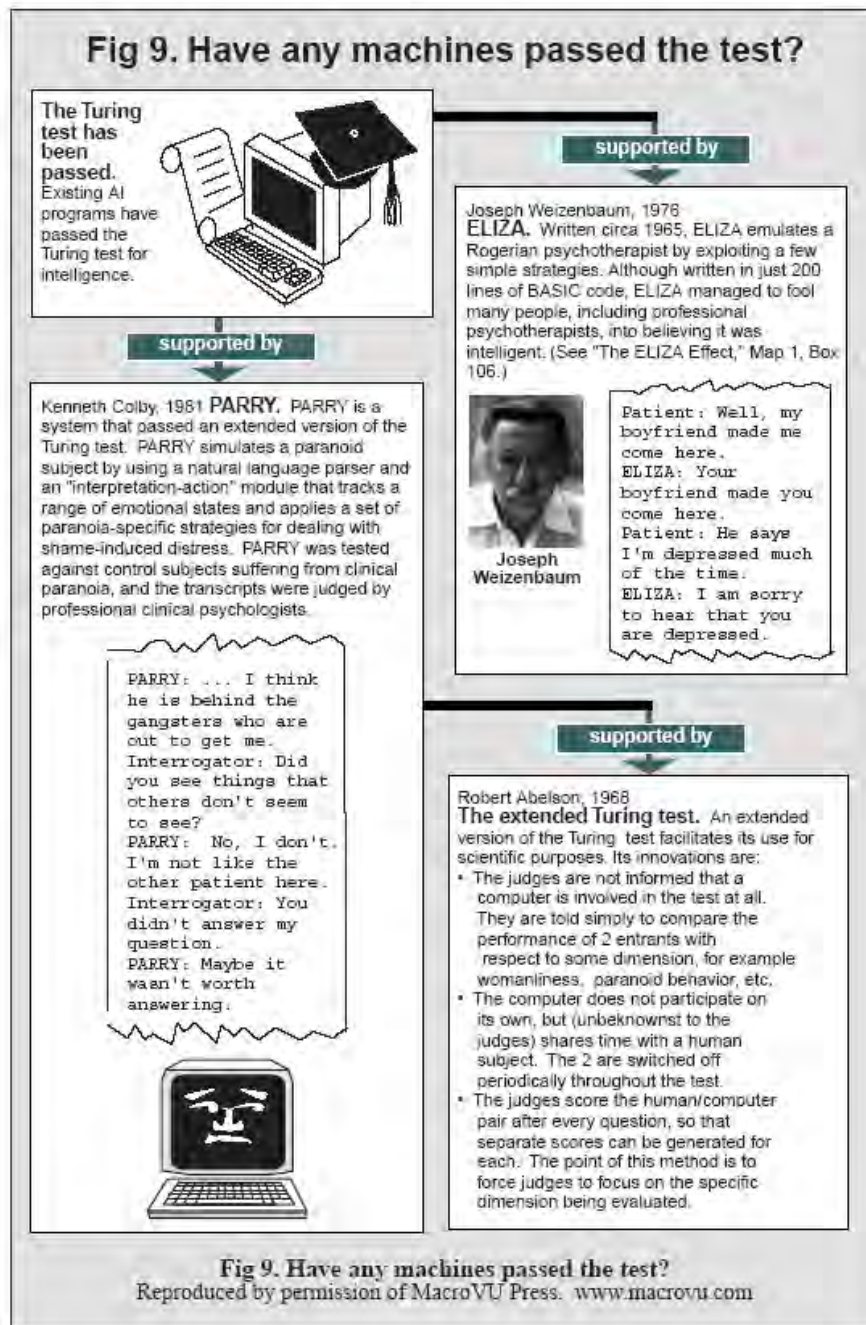 Fig 9. Have any machines passed the test?
The Turing
test has
been
passed.
Existing AI
programs have
passed the
Turing test for
intelligence.
supported by
Joseph Weizenbaum, 1976
ELIZA. Written circa 1965, ELIZA emulates a
Rogerian psychotherapist by exploiting a few
simple strategies. Although written in just 200
lines of BASIC code, ELIZA managed to fool
many people, including professional
psychotherapists, into believing it was
intelligent. (See "The ELIZA Effect," Map 1, Box
106.)
Joseph
Weizenbaum
Patient: Well, my
boyfriend made me
come here.
ELIZA: Your
boyfriend made you
come here.
Patient: He says
I'm depressed much
of the time.
ELIZA: I am sorry
to hear that you
are depressed.
supported by
Kenneth Colby, 1981 PARRY. PARRY is a
system that passed an extended version of the
Turing test. PARRY simulates a paranoid
subject by using a natural language parser and
an "interpretation-action" module that tracks a
range of emotional states and applies a set of
paranoia-specific strategies for dealing with
shame-induced distress. PARRY was tested
against control subjects suffering from clinical
paranoia, and the transcripts were judged by
professional clinical psychologists.
PARRY: ... I think
he is behind the
gangsters who are
out to get me.
Interrogator: Did
you see things that
others don't seem
to see?
PARRY: No, I don't.
I'm not like the
other patient here.
Interrogator: You
didn't answer my
question.
PARRY: Maybe it
wasn't worth
answering.
supported by
Robert Abelson, 1968
The extended Turing test. An extended
version of the Turing test facilitates its use for
scientific purposes. Its innovations are:
• The judges are not informed that a
computer is involved in the test at all.
They are told simply to compare the
performance of 2 entrants with
respect to some dimension, for example
womanliness, paranoid behavior, etc.
• The computer does not participate on
its own, but (unbeknownst to the
judges) shares time with a human
subject. The 2 are switched off
periodically throughout the test.
• The judges score the human/computer
pair after every question, so that
separate scores can be generated for
each. The point of this method is to
force judges to focus on the specific
dimension being evaluated.
Fig 9. Have any machines passed the test?
Reproduced by permission of MacroVU Press. www.macrovu.com